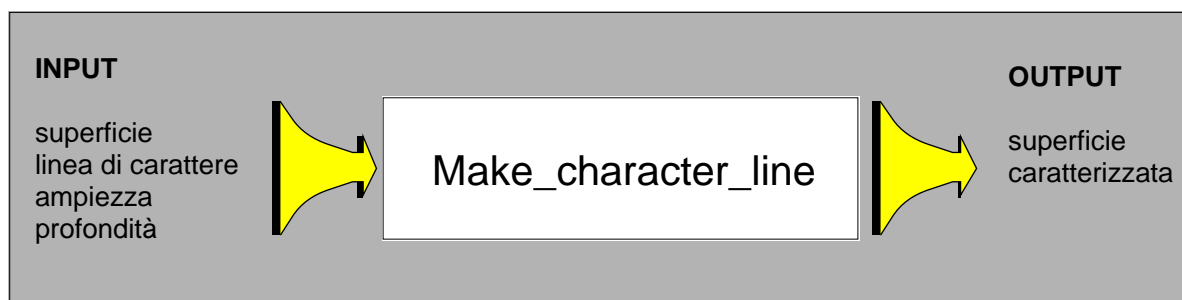 INPUT
superficie
linea di carattere
ampiezza
profondità
Make_character_line
OUTPUT
superficie
caratterizzata